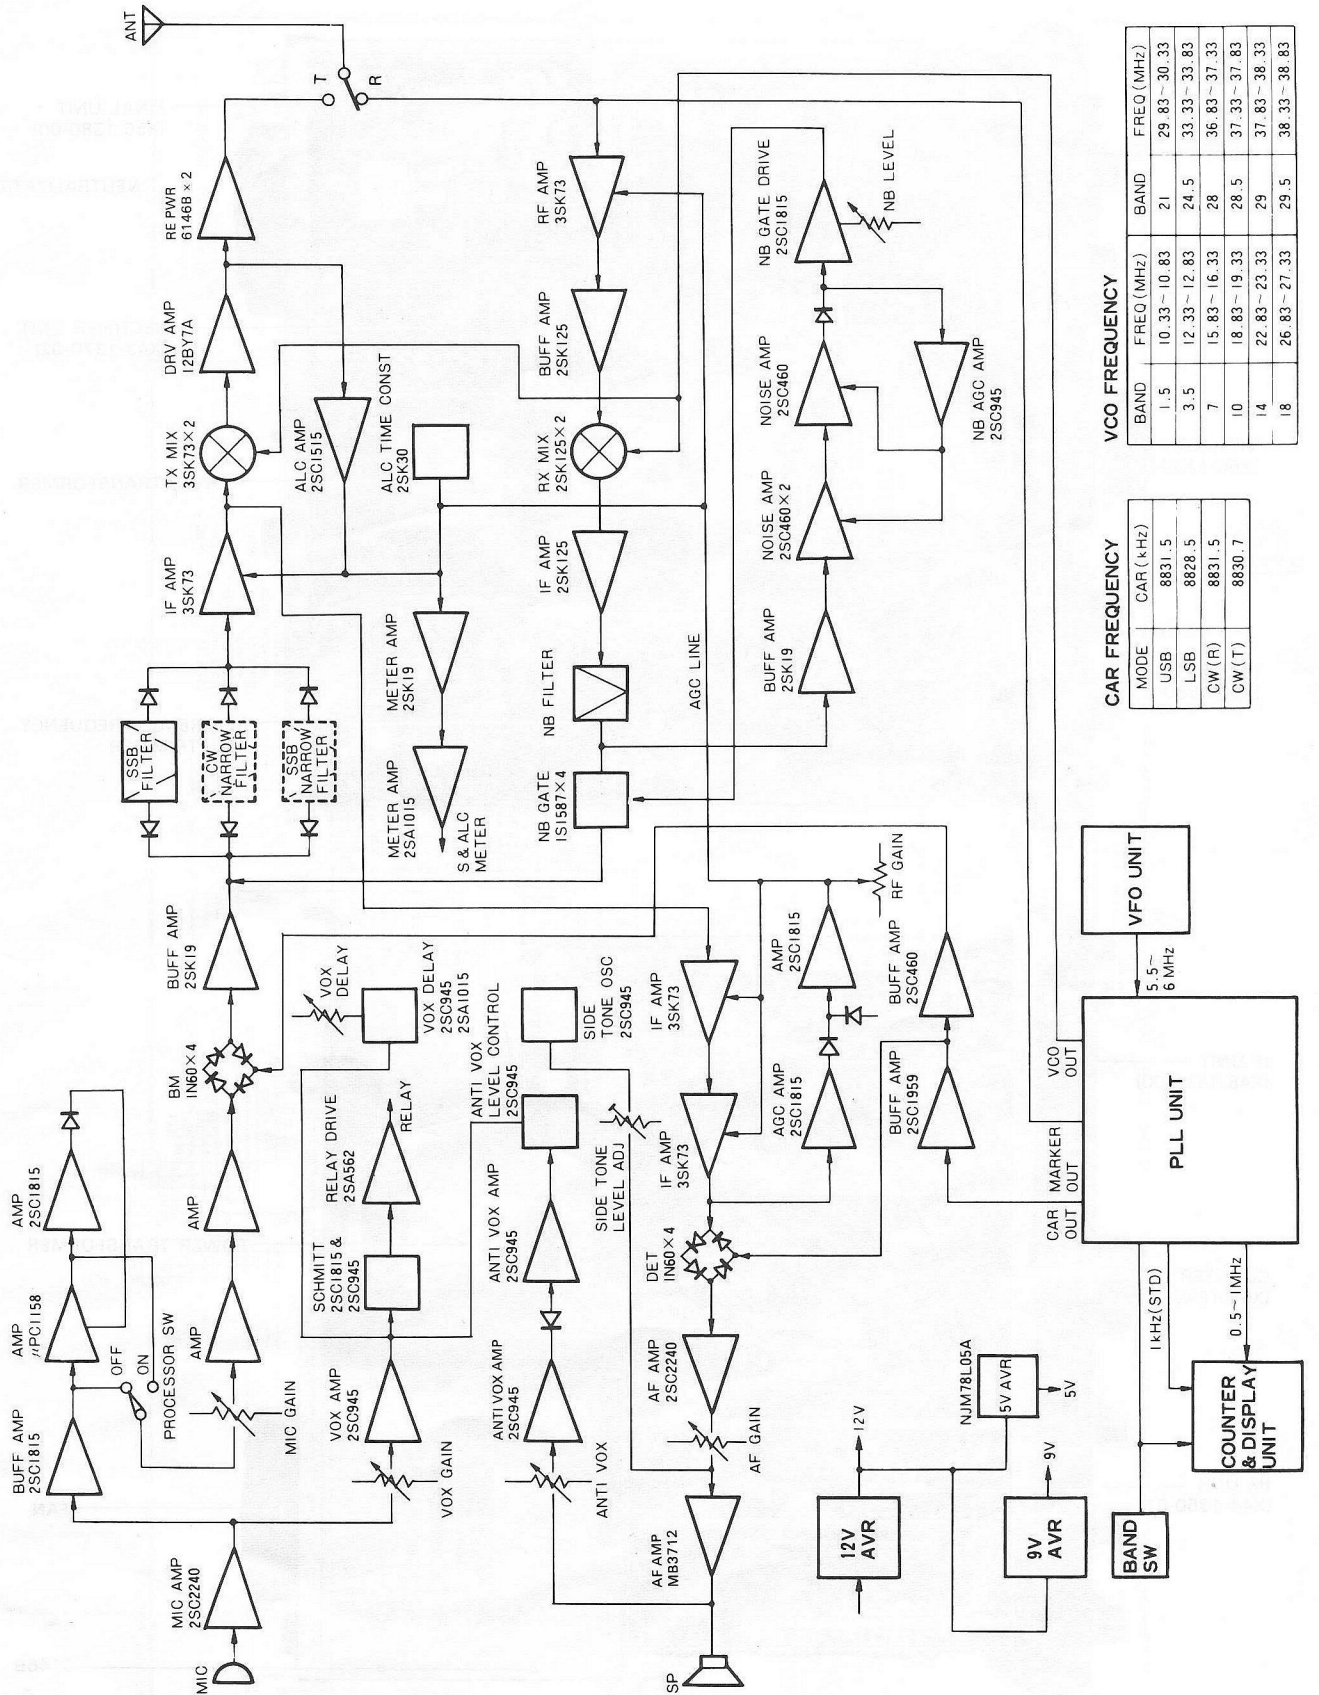 ANT
T
R
RE PWR
6146B × 2
DRV AMP
12BY7A
TX MIX
3SK73×2
IF AMP
3SK73
SSB
FILTER
CW
NARROW
FILTER
SSB
NARROW
FILTER
BUFF AMP
2SK19
BM
IN60×4
AMP
AMP
MIC GAIN
MIC AMP
2SC2240
MIC
AMP
2SC1815
AMP
μPC1158
BUFF AMP
2SC1815
OFF
ON
PROCESSOR SW
ALC AMP
2SC1515
ALC TIME CONST
2SK30
METER AMP
2SK19
METER AMP
2SA1015
S & ALC
METER
VOX
DELAY
VOX DELAY
2SC945
2SA1015
RELAY
RELAY DRIVE
2SA562
SCHMITT
2SC1815 &
2SC945
VOX AMP
2SC945
VOX GAIN
ANTI VOX
LEVEL CONTROL
2SC945
ANTI VOX AMP
2SC945
ANTI VOX AMP
2SC945
ANTI VOX
SIDE
TONE OSC
2SC945
SIDE TONE
LEVEL ADJ
RF AMP
3SK73
BUFF AMP
2SK125
RX MIX
2SK125×2
IF AMP
2SK125
NB FILTER
NB GATE
1S1587×4
AGC LINE
IF AMP
3SK73
IF AMP
3SK73
DET
IN60×4
AF AMP
2SC2240
AF GAIN
AF AMP
MB3712
SP
NB GATE DRIVE
2SC1815
NB LEVEL
NOISE AMP
2SC460
NB AGC AMP
2SC945
NOISE AMP
2SC460×2
BUFF AMP
2SK19
RF GAIN
AMP
2SC1815
AGC AMP
2SC1815
BUFF AMP
2SC460
BUFF AMP
2SC1959
VFO UNIT
5.5~
6MHz
VCO
OUT
MARKER
OUT
CAR
OUT
PLL UNIT
1kHz(STD)
0.5~1MHz
COUNTER
& DISPLAY
UNIT
BAND
SW
NJM78L05A
5V AVR
5V
12V
12V
AVR
9V
9V
AVR
CAR FREQUENCY
MODE CAR(kHz)
USB 8831.5
LSB 8828.5
CW(R) 8831.5
CW(T) 8830.7
VCO FREQUENCY
BAND FREQ(MHz) BAND FREQ(MHz)
1.5 10.33~10.83 21 29.83~30.33
3.5 12.33~12.83 24.5 33.33~33.83
7 15.83~16.33 28 36.83~37.33
10 18.83~19.33 28.5 37.33~37.83
14 22.83~23.33 29 37.83~38.33
18 26.83~27.33 29.5 38.33~38.83